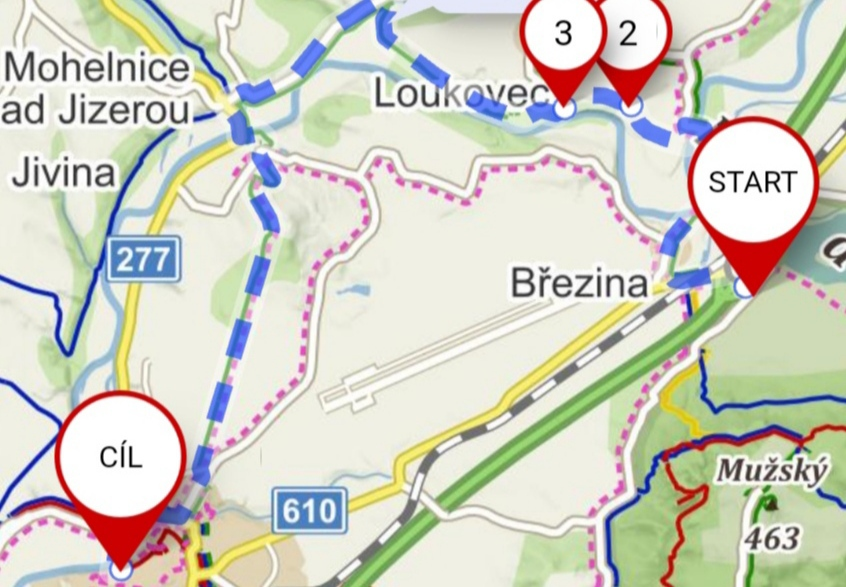 3
2
Mohelnice
ad Jizerou
Loukovec
Jivina
START
277
Březina
CÍL
Mužský
463
610